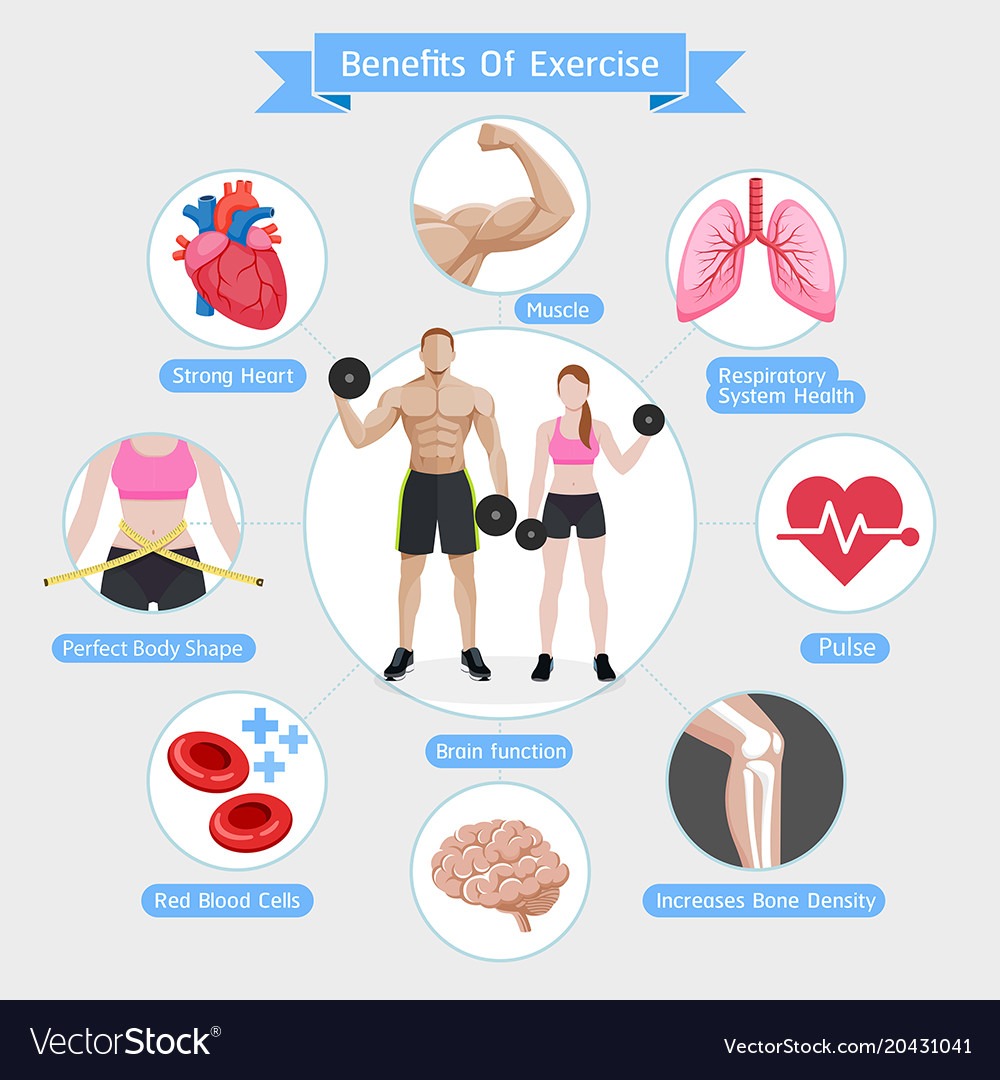 Benefits Of Exercise
Muscle
Strong Heart
Respiratory
System Health
Perfect Body Shape
Pulse
Brain function
Red Blood Cells
Increases Bone Density
VectorStock®
VectorStock.com/20431041